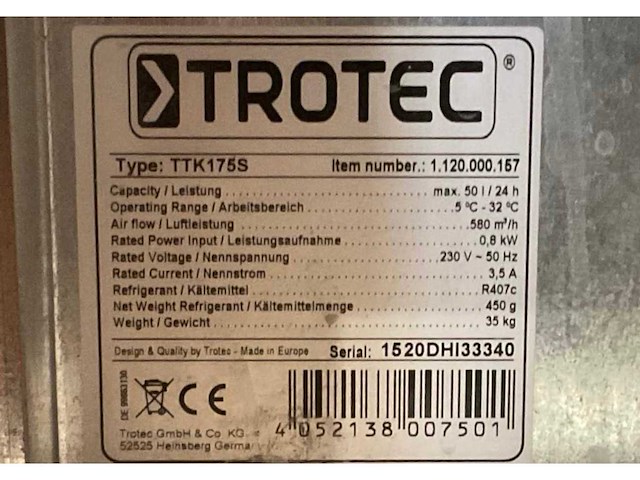 TROTEC ®
Type: TTK175S Item number.: 1.120.000.157
Capacity / Leistung ........ max. 50 l / 24 h
Operating Range / Arbeitsbereich ........ 5 °C - 32 °C
Air flow / Luftleistung ........ 580 m³/h
Rated Power Input / Leistungsaufnahme ........ 0,8 kW
Rated Voltage / Nennspannung ........ 230 V ~ 50 Hz
Rated Current / Nennstrom ........ 3,5 A
Refrigerant / Kältemittel ........ R407c
Net Weight Refrigerant / Kältemittelmenge ........ 450 g
Weight / Gewicht ........ 35 kg
Design & Quality by Trotec - Made in Europe Serial: 1520DHI33340
CE
4 052138 007501
Trotec GmbH & Co. KG
52525 Heinsberg Germany